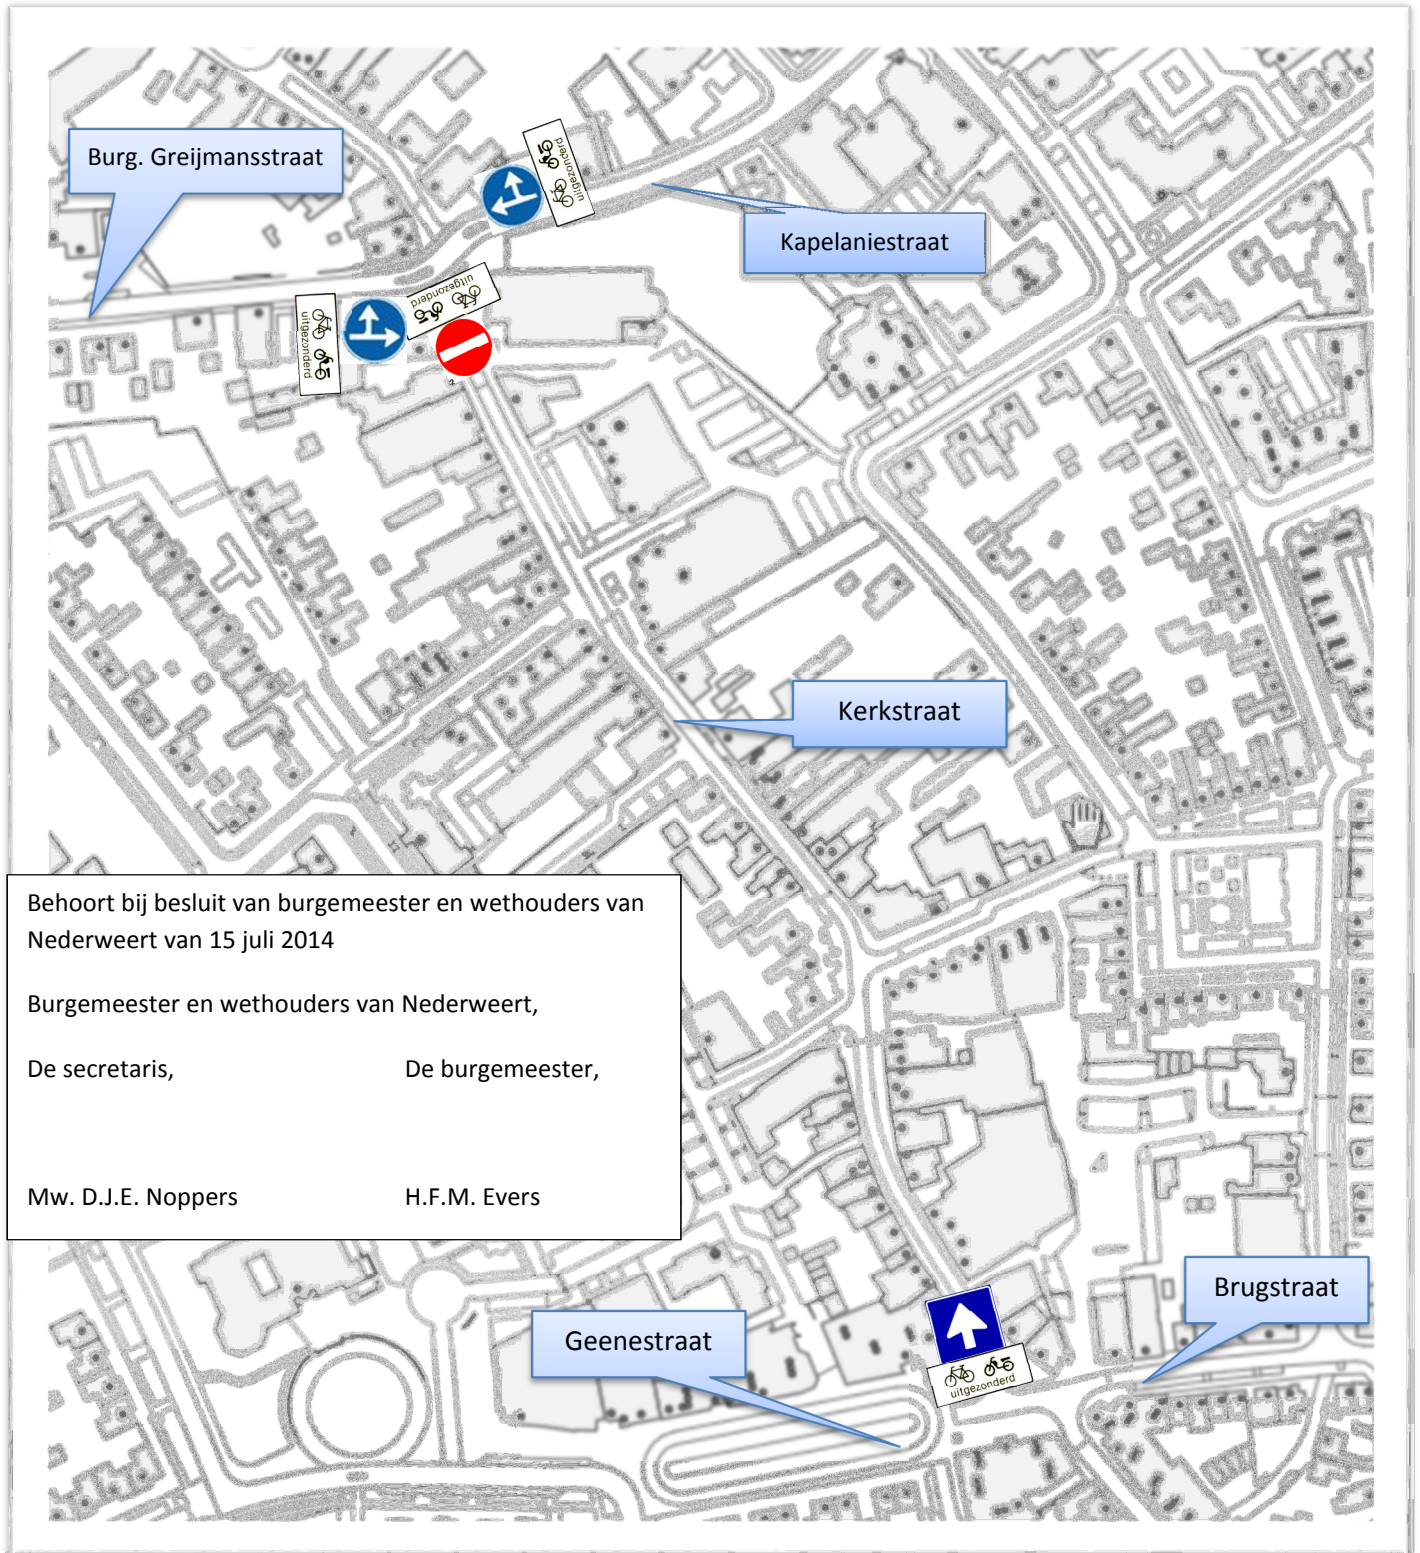 Burg. Greijmansstraat
uitgezonderd
Kapelaniestraat
uitgezonderd
uitgezonderd
Kerkstraat
Behoort bij besluit van burgemeester en wethouders van
Nederweert van 15 juli 2014
Burgemeester en wethouders van Nederweert,
De secretaris, De burgemeester,
Mw. D.J.E. Noppers H.F.M. Evers
Brugstraat
Geenestraat
uitgezonderd